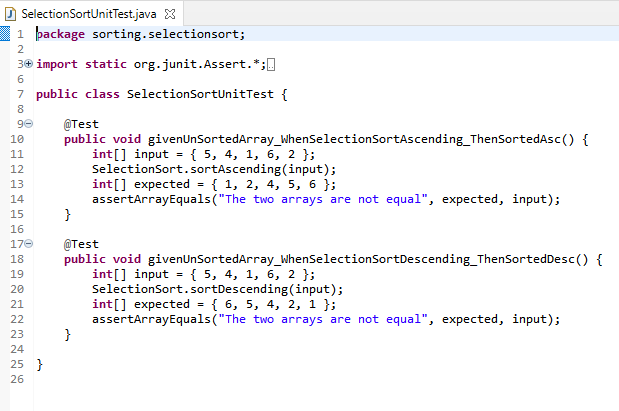 SelectionSortUnitTest.java
1 package sorting.selectionsort;
2
3 import static org.junit.Assert.*;
6
7 public class SelectionSortUnitTest {
8
9     @Test
10     public void givenUnSortedArray_WhenSelectionSortAscending_ThenSortedAsc() {
11         int[] input = { 5, 4, 1, 6, 2 };
12         SelectionSort.sortAscending(input);
13         int[] expected = { 1, 2, 4, 5, 6 };
14         assertArrayEquals("The two arrays are not equal", expected, input);
15     }
16
17     @Test
18     public void givenUnSortedArray_WhenSelectionSortDescending_ThenSortedDesc() {
19         int[] input = { 5, 4, 1, 6, 2 };
20         SelectionSort.sortDescending(input);
21         int[] expected = { 6, 5, 4, 2, 1 };
22         assertArrayEquals("The two arrays are not equal", expected, input);
23     }
24
25 }
26